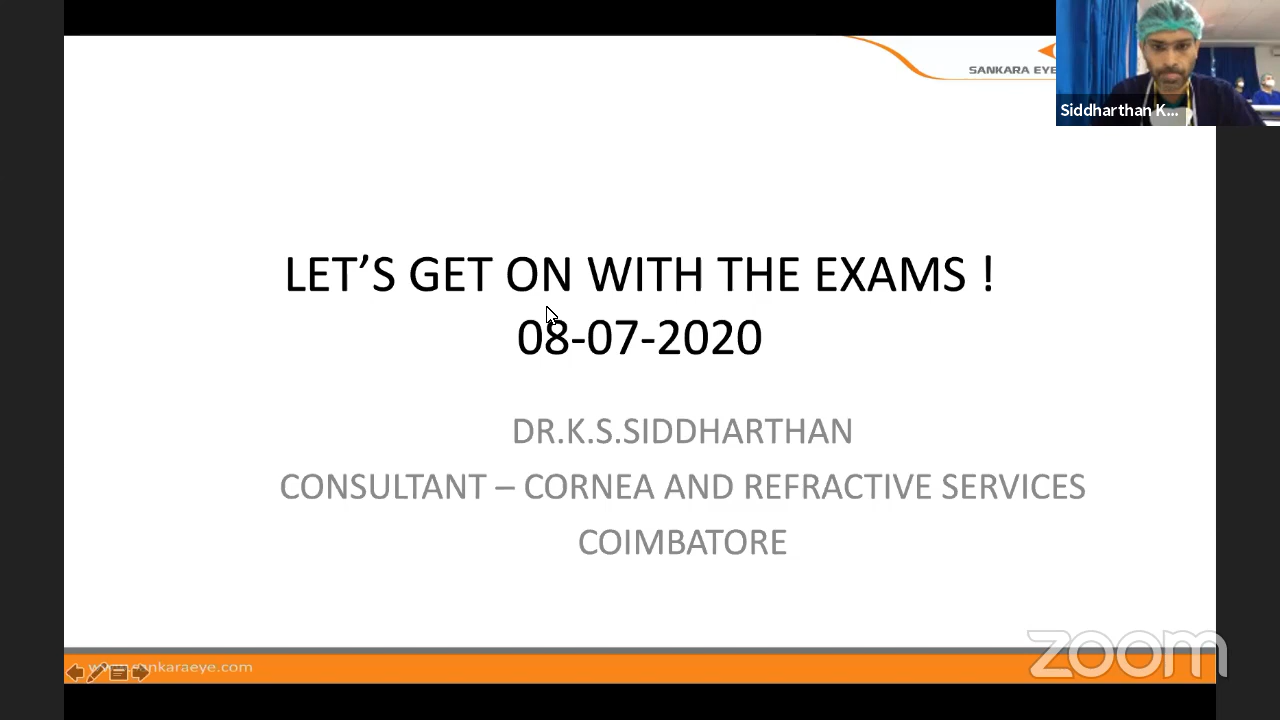 SANKARA EYE
Siddharthan K...
LET'S GET ON WITH THE EXAMS !
08-07-2020
DR.K.S.SIDDHARTHAN
CONSULTANT – CORNEA AND REFRACTIVE SERVICES
COIMBATORE
zoom
www.sankaraeye.com